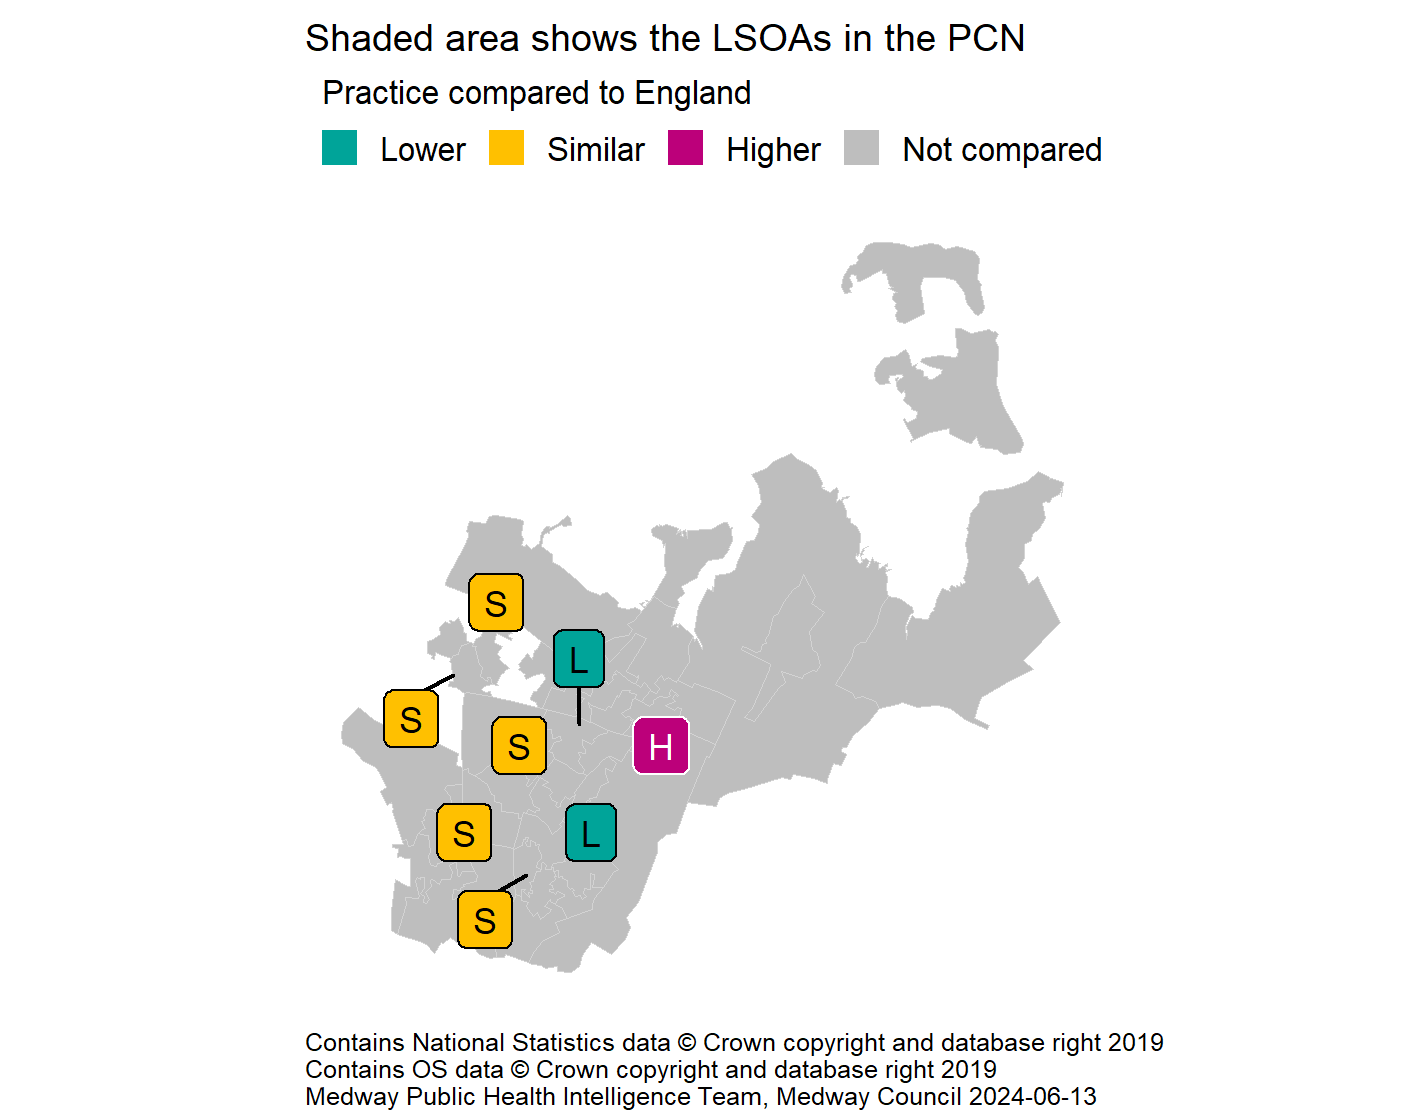 Shaded area shows the LSOAs in the PCN
Practice compared to England
Lower Similar Higher Not compared
S
L
S
S
H
S
L
S
Contains National Statistics data © Crown copyright and database right 2019
Contains OS data © Crown copyright and database right 2019
Medway Public Health Intelligence Team, Medway Council 2024-06-13